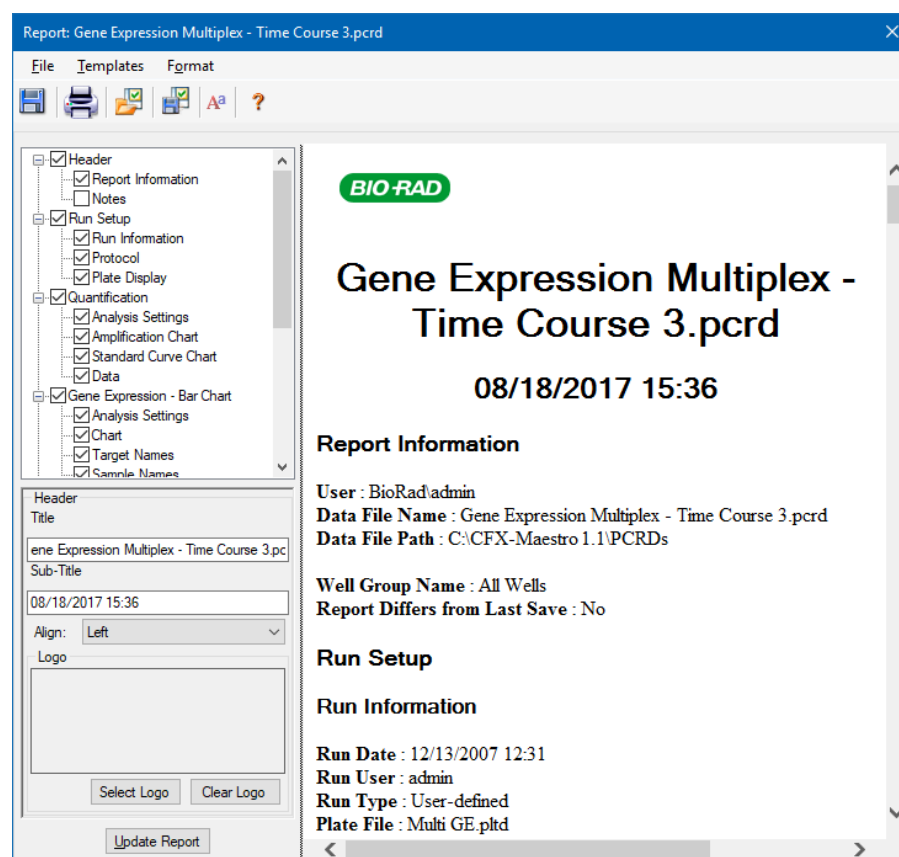 Report: Gene Expression Multiplex - Time Course 3.pcrd
File Templates Format
Aa ?
Header
Report Information
Notes
Run Setup
Run Information
Protocol
Plate Display
Quantification
Analysis Settings
Amplification Chart
Standard Curve Chart
Data
Gene Expression - Bar Chart
Analysis Settings
Chart
Target Names
Sample Names
Header
Title
ene Expression Multiplex - Time Course 3.pc
Sub-Title
08/18/2017 15:36
Align: Left
Logo
Select Logo Clear Logo
Update Report
BIO-RAD
Gene Expression Multiplex -
Time Course 3.pcrd
08/18/2017 15:36
Report Information
User : BioRad\admin
Data File Name : Gene Expression Multiplex - Time Course 3.pcrd
Data File Path : C:\CFX-Maestro 1.1\PCRDs
Well Group Name : All Wells
Report Differs from Last Save : No
Run Setup
Run Information
Run Date : 12/13/2007 12:31
Run User : admin
Run Type : User-defined
Plate File : Multi GE.pltd